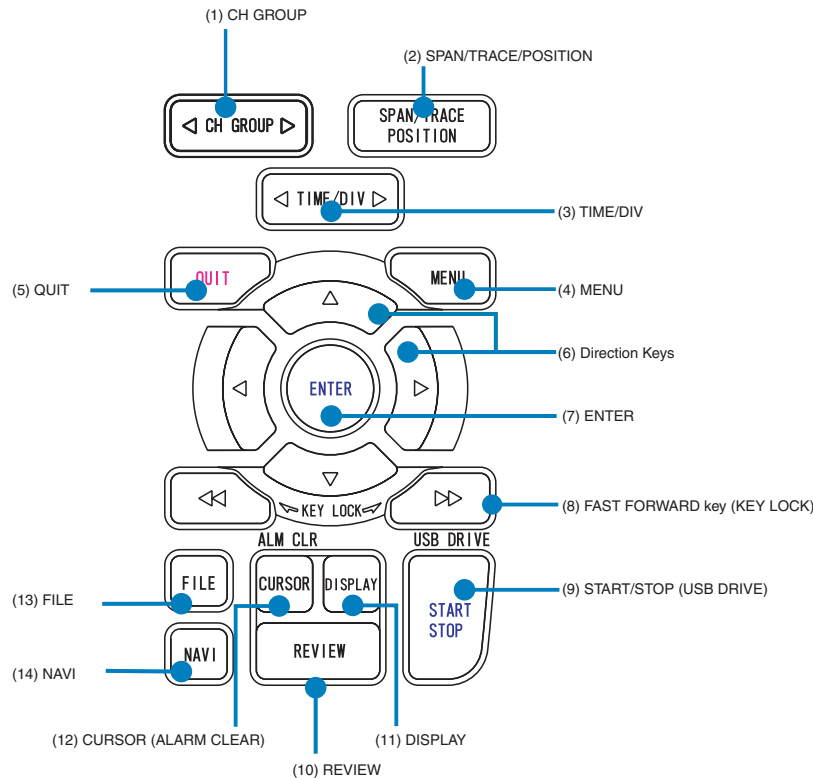 (1) CH GROUP
(2) SPAN/TRACE/POSITION
◁ CH GROUP ▷
SPAN/TRACE
POSITION
◁ TIME/DIV ▷
(3) TIME/DIV
QUIT
MENU
(5) QUIT
(4) MENU
(6) Direction Keys
ENTER
(7) ENTER
KEY LOCK
(8) FAST FORWARD key (KEY LOCK)
ALM CLR
USB DRIVE
FILE
CURSOR
DISPLAY
START
STOP
(9) START/STOP (USB DRIVE)
(13) FILE
NAVI
REVIEW
(14) NAVI
(12) CURSOR (ALARM CLEAR)
(11) DISPLAY
(10) REVIEW